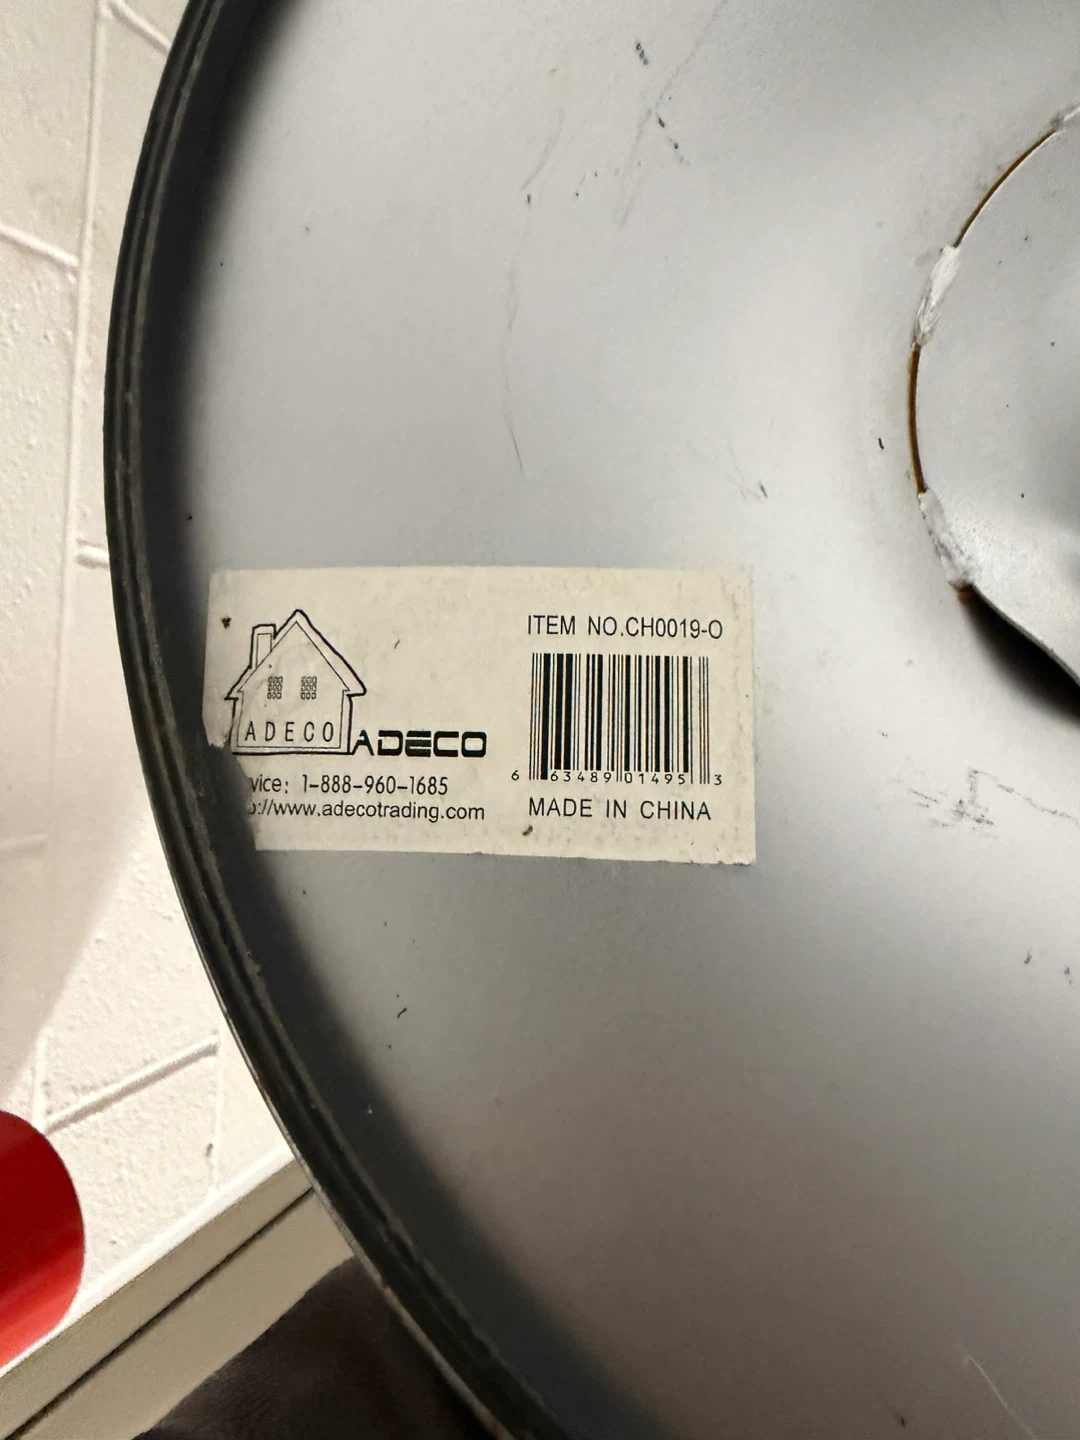 ADECO
ADECO
vice: 1-888-960-1685
://www.adecotrading.com
ITEM NO.CH0019-O
6 63489 01495 3
MADE IN CHINA